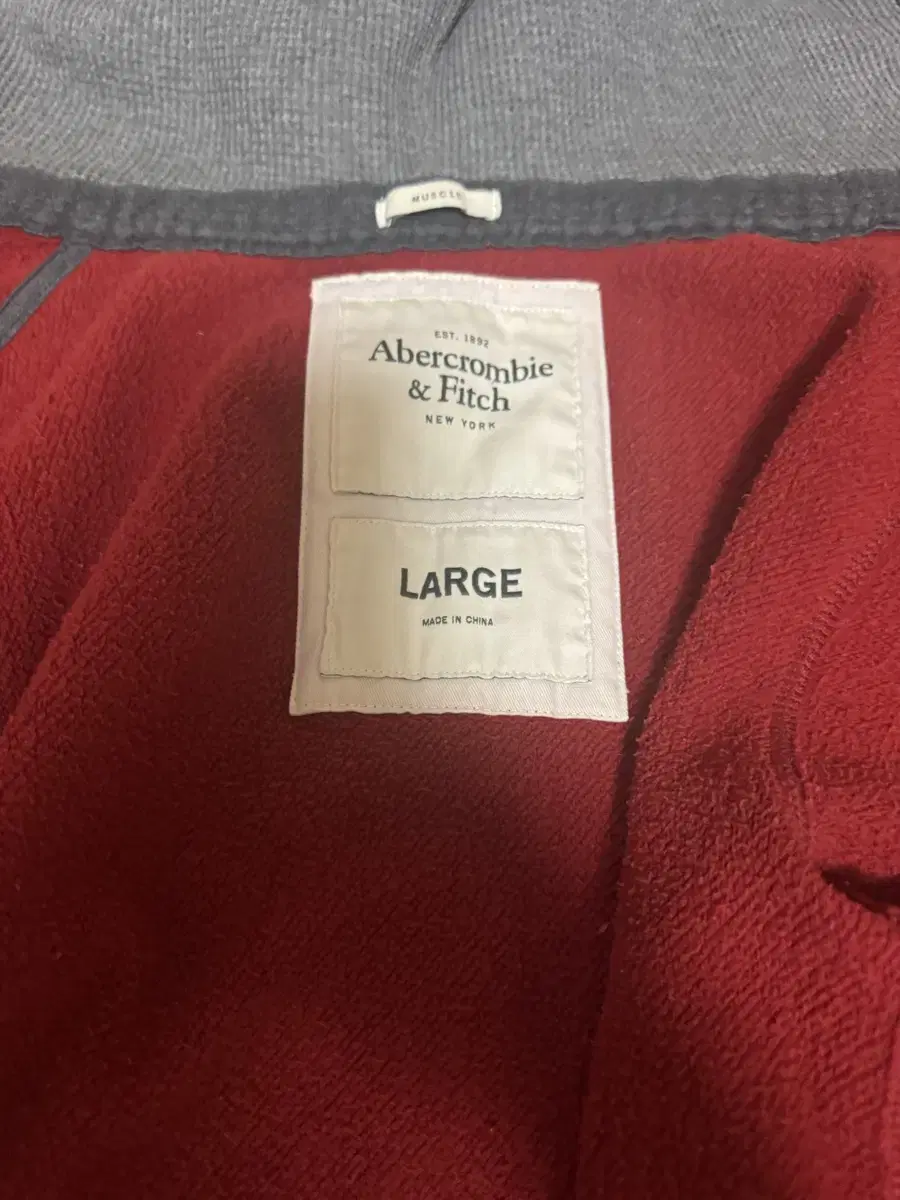 MUSCLE
EST. 1892
Abercrombie
& Fitch
NEW YORK
LARGE
MADE IN CHINA